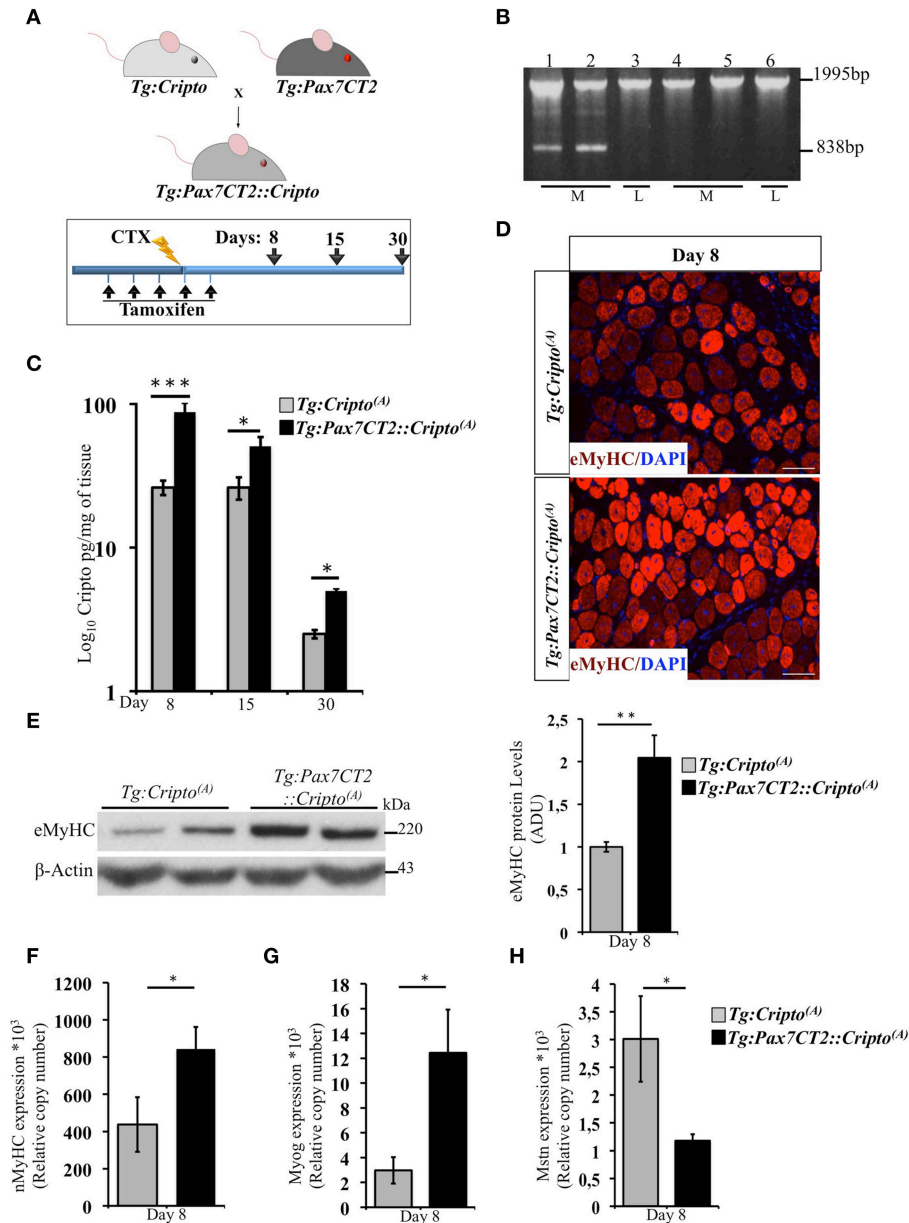 A
Tg:Cripto
Tg:Pax7CT2
x
Tg:Pax7CT2::Cripto
CTX
Days: 8 15 30
Tamoxifen
B
1 2 3 4 5 6
1995bp
838bp
M L M L
C
Log10 Cripto pg/mg of tissue
100
10
1
***
*
*
Tg:Cripto(A)
Tg:Pax7CT2::Cripto(A)
Day 8 15 30
D
Day 8
Tg:Cripto(A)
eMyHC/DAPI
Tg:Pax7CT2::Cripto(A)
eMyHC/DAPI
E
Tg:Cripto(A)
Tg:Pax7CT2
::Cripto(A)
kDa
eMyHC
220
β-Actin
43
eMyHC protein Levels
(ADU)
2,5
2
1,5
1
0,5
0
**
Tg:Cripto(A)
Tg:Pax7CT2::Cripto(A)
Day 8
F
nMyHC expression *10³
(Relative copy number)
1200
1000
800
600
400
200
0
*
Day 8
G
Myog expression *10³
(Relative copy number)
18
16
14
12
10
8
6
4
2
0
*
Day 8
H
Mstn expression *10³
(Relative copy number)
4
3,5
3
2,5
2
1,5
1
0,5
0
*
Tg:Cripto(A)
Tg:Pax7CT2::Cripto(A)
Day 8